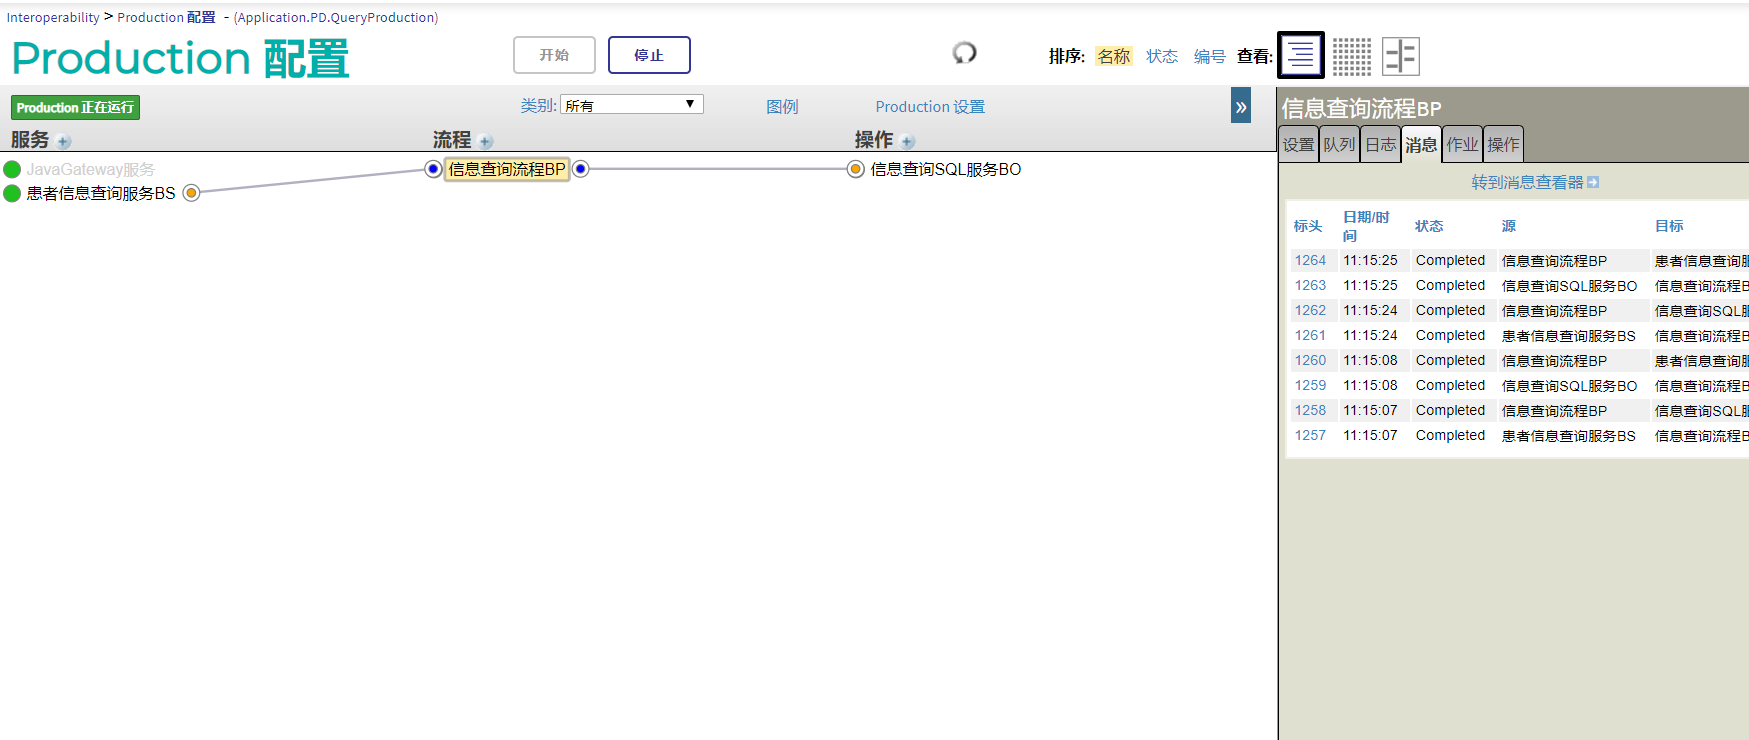 Interoperability > Production 配置 - (Application.PD.QueryProduction)
Production 配置
开始
停止
排序: 名称 状态 编号 查看:
Production 正在运行
类别: 所有
图例
Production 设置
»
服务
流程
操作
JavaGateway服务
患者信息查询服务BS
信息查询流程BP
信息查询SQL服务BO
信息查询流程BP
设置 队列 日志 消息 作业 操作
转到消息查看器
标头 日期/时间 状态 源 目标
1264 11:15:25 Completed 信息查询流程BP 患者信息查询服
1263 11:15:25 Completed 信息查询SQL服务BO 信息查询流程B
1262 11:15:24 Completed 信息查询流程BP 信息查询SQL
1261 11:15:24 Completed 患者信息查询服务BS 信息查询流程B
1260 11:15:08 Completed 信息查询流程BP 患者信息查询服
1259 11:15:08 Completed 信息查询SQL服务BO 信息查询流程B
1258 11:15:07 Completed 信息查询流程BP 信息查询SQL
1257 11:15:07 Completed 患者信息查询服务BS 信息查询流程B